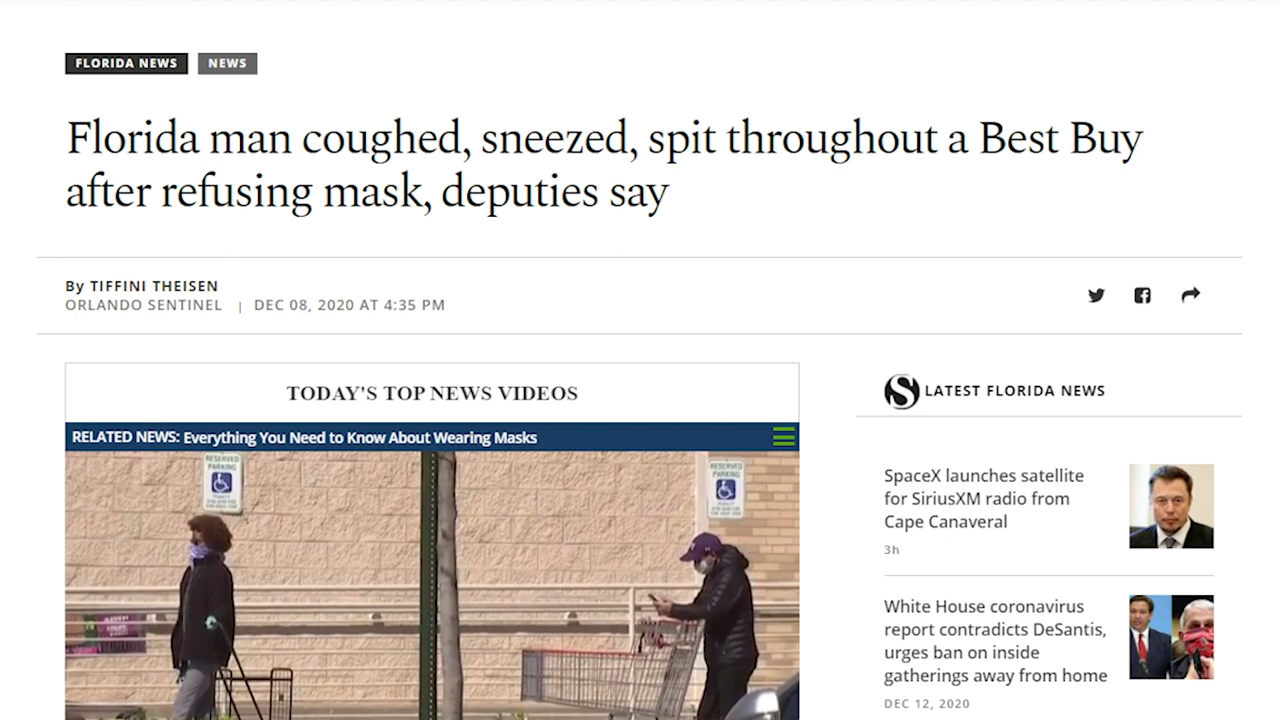 FLORIDA NEWS
NEWS
Florida man coughed, sneezed, spit throughout a Best Buy
after refusing mask, deputies say
By TIFFINI THEISEN
ORLANDO SENTINEL | DEC 08, 2020 AT 4:35 PM
TODAY'S TOP NEWS VIDEOS
RELATED NEWS: Everything You Need to Know About Wearing Masks
RESERVED
PARKING
RESERVED
PARKING
S LATEST FLORIDA NEWS
SpaceX launches satellite
for SiriusXM radio from
Cape Canaveral
3h
White House coronavirus
report contradicts DeSantis,
urges ban on inside
gatherings away from home
DEC 12, 2020